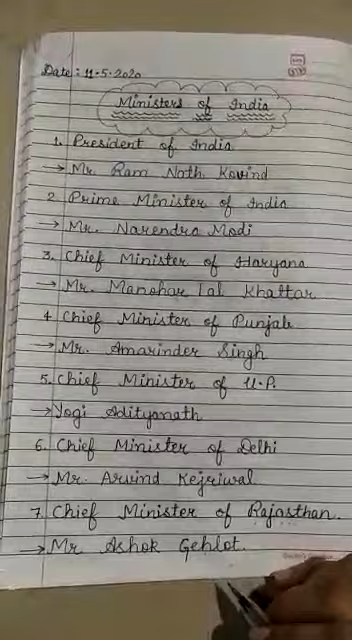 Date : 11.5.2020
Ministers of India
1. President of India
→ Mr. Ram Nath Kovind
2. Prime Minister of India
→ Mr. Narendra Modi
3. Chief Minister of Haryana
→ Mr. Manohar Lal Khattar
4. Chief Minister of Punjab
→ Mr. Amarinder Singh
5. Chief Minister of U.P.
→ Yogi Adityanath
6. Chief Minister of Delhi
→ Mr. Arvind Kejriwal
7. Chief Minister of Rajasthan.
→ Mr Ashok Gehlot.